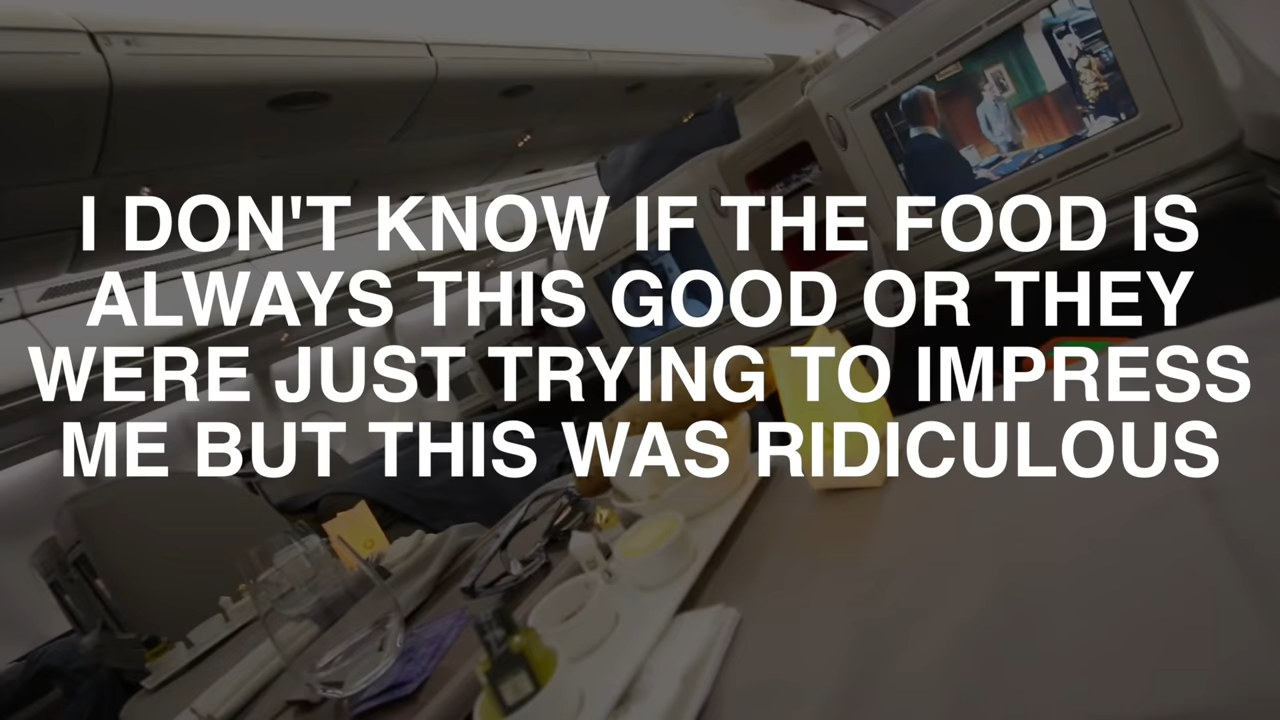 I DON'T KNOW IF THE FOOD IS
ALWAYS THIS GOOD OR THEY
WERE JUST TRYING TO IMPRESS
ME BUT THIS WAS RIDICULOUS